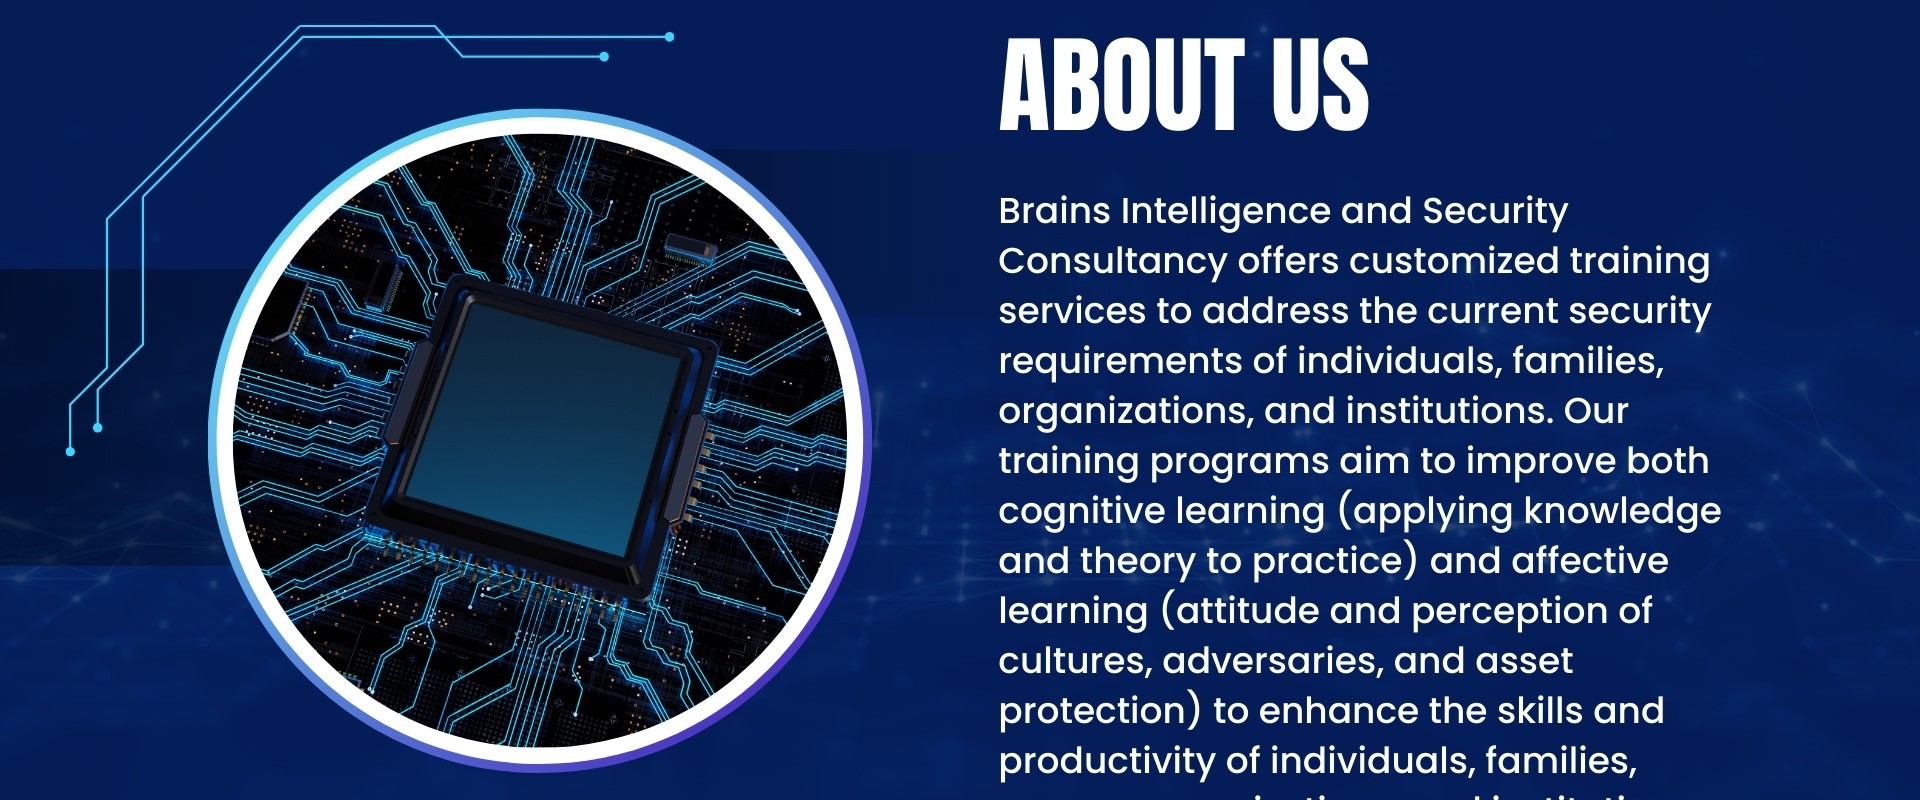 ABOUT US
Brains Intelligence and Security
Consultancy offers customized training
services to address the current security
requirements of individuals, families,
organizations, and institutions. Our
training programs aim to improve both
cognitive learning (applying knowledge
and theory to practice) and affective
learning (attitude and perception of
cultures, adversaries, and asset
protection) to enhance the skills and
productivity of individuals, families,